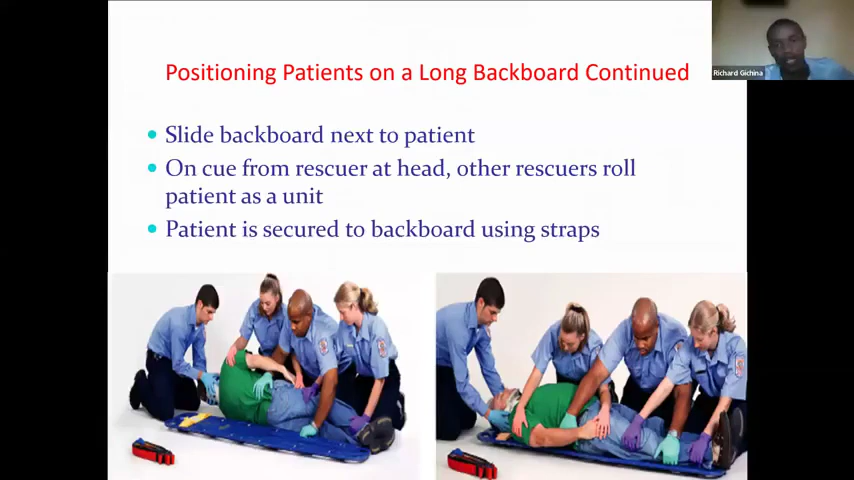 Positioning Patients on a Long Backboard Continued
Richard Gichina
Slide backboard next to patient
On cue from rescuer at head, other rescuers roll
patient as a unit
Patient is secured to backboard using straps